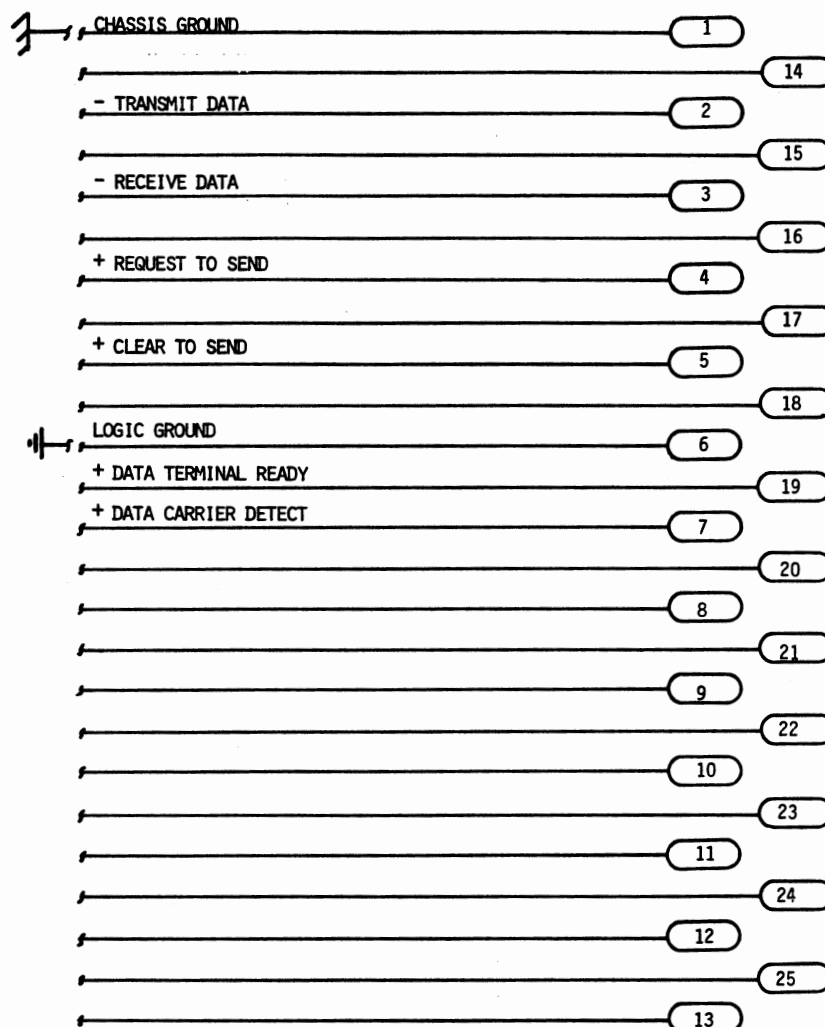 CHASSIS GROUND 1
14
- TRANSMIT DATA 2
15
- RECEIVE DATA 3
16
+ REQUEST TO SEND 4
17
+ CLEAR TO SEND 5
18
LOGIC GROUND 6
+ DATA TERMINAL READY 19
+ DATA CARRIER DETECT 7
20
8
21
9
22
10
23
11
24
12
25
13